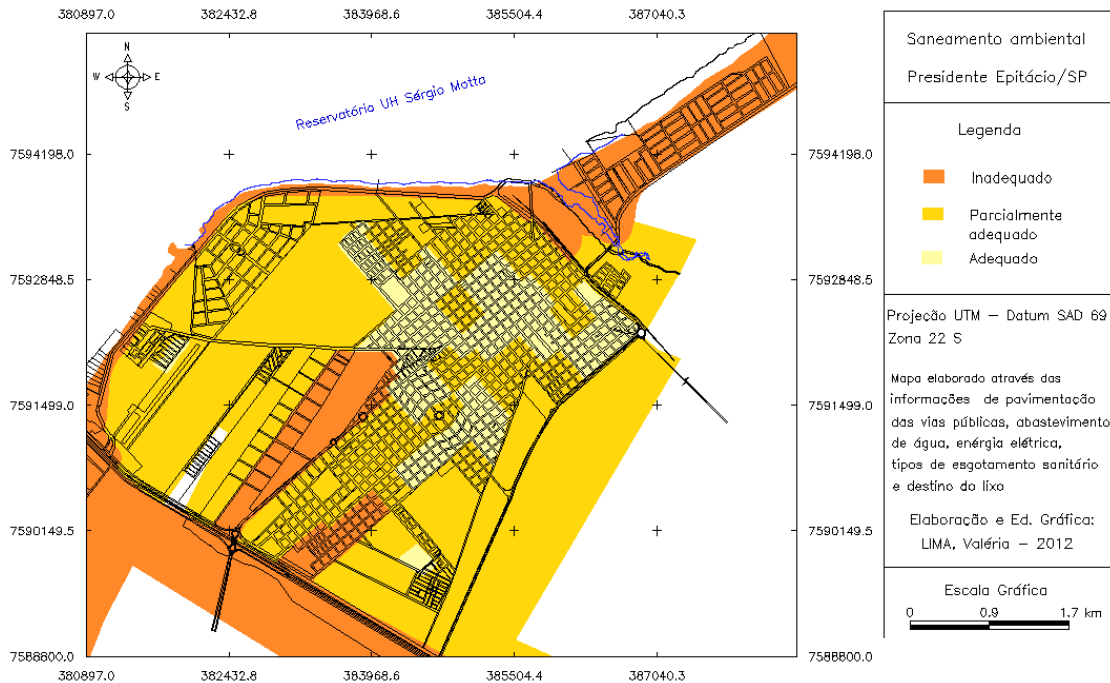 380897.0 382432.8 383968.6 385504.4 387040.3
N
W E
S
Reservatório UH Sérgio Motta
7594198.0 7594198.0
7592848.5 7592848.5
7591499.0 7591499.0
7590149.5 7590149.5
7588800.0 7588800.0
380897.0 382432.8 383968.6 385504.4 387040.3
Saneamento ambiental
Presidente Epitácio/SP
Legenda
Inadequado
Parcialmente
adequado
Adequado
Projeção UTM – Datum SAD 69
Zona 22 S
Mapa elaborado através das
informações de pavimentação
das vias públicas, abastevimento
de água, enérgia elétrica,
tipos de esgotamento sanitário
e destino do lixo
Elaboração e Ed. Gráfica:
LIMA, Valéria – 2012
Escala Gráfica
0 0.9 1.7 km